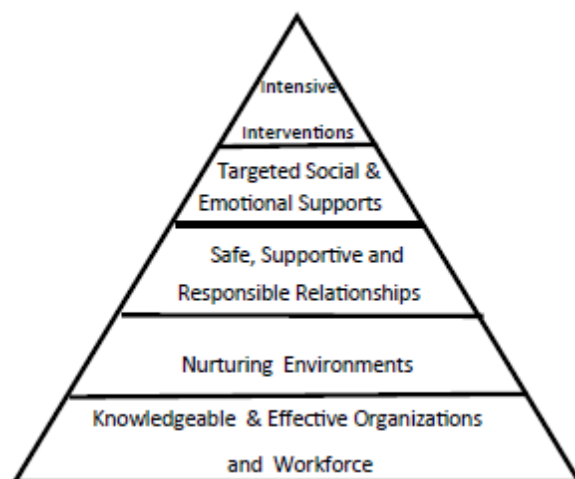 Intensive
Interventions
Targeted Social &
Emotional Supports
Safe, Supportive and
Responsible Relationships
Nurturing Environments
Knowledgeable & Effective Organizations
and Workforce